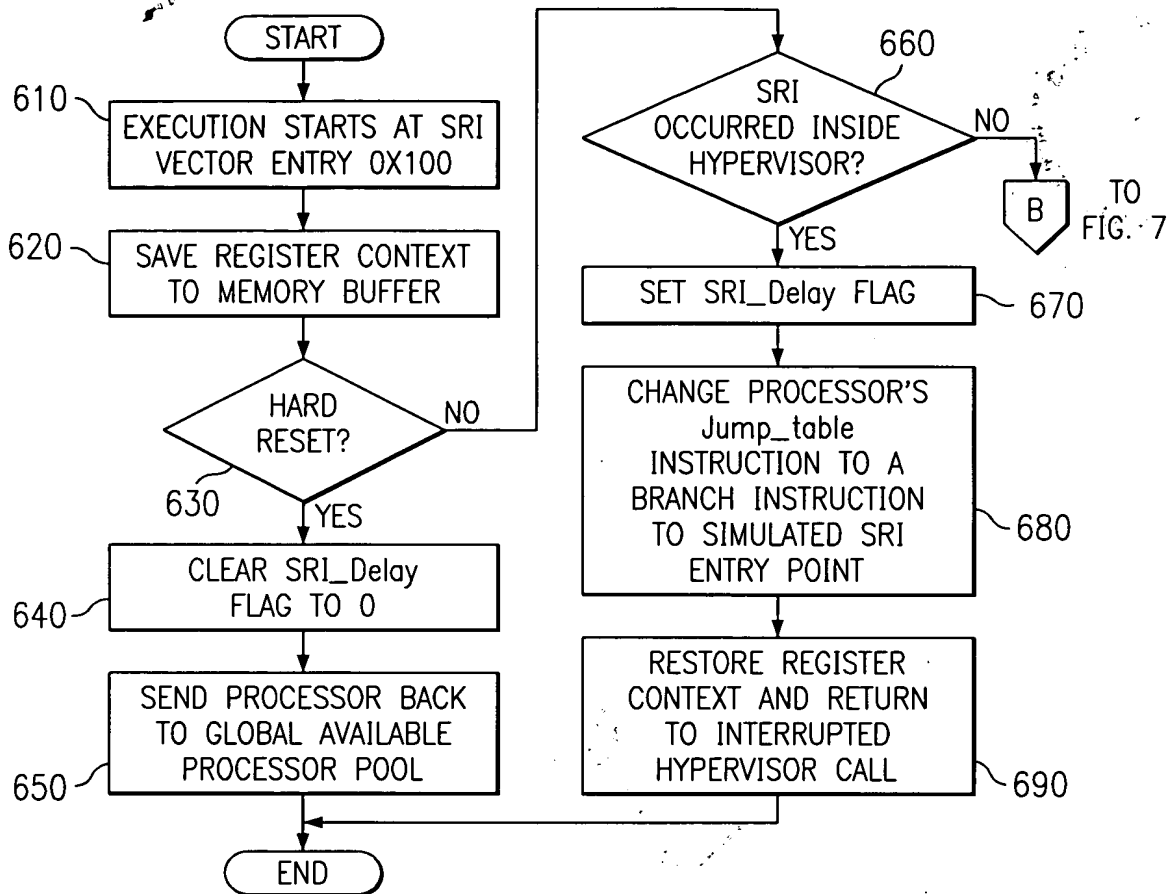 START
610
EXECUTION STARTS AT SRI
VECTOR ENTRY 0X100
620
SAVE REGISTER CONTEXT
TO MEMORY BUFFER
HARD
RESET?
NO
630
YES
CLEAR SRI_Delay
FLAG TO 0
640
SEND PROCESSOR BACK
TO GLOBAL AVAILABLE
PROCESSOR POOL
650
END
660
SRI
OCCURRED INSIDE
HYPERVISOR?
NO
B
TO
FIG. 7
YES
SET SRI_Delay FLAG
670
CHANGE PROCESSOR'S
Jump_table
INSTRUCTION TO A
BRANCH INSTRUCTION
TO SIMULATED SRI
ENTRY POINT
680
RESTORE REGISTER
CONTEXT AND RETURN
TO INTERRUPTED
HYPERVISOR CALL
690